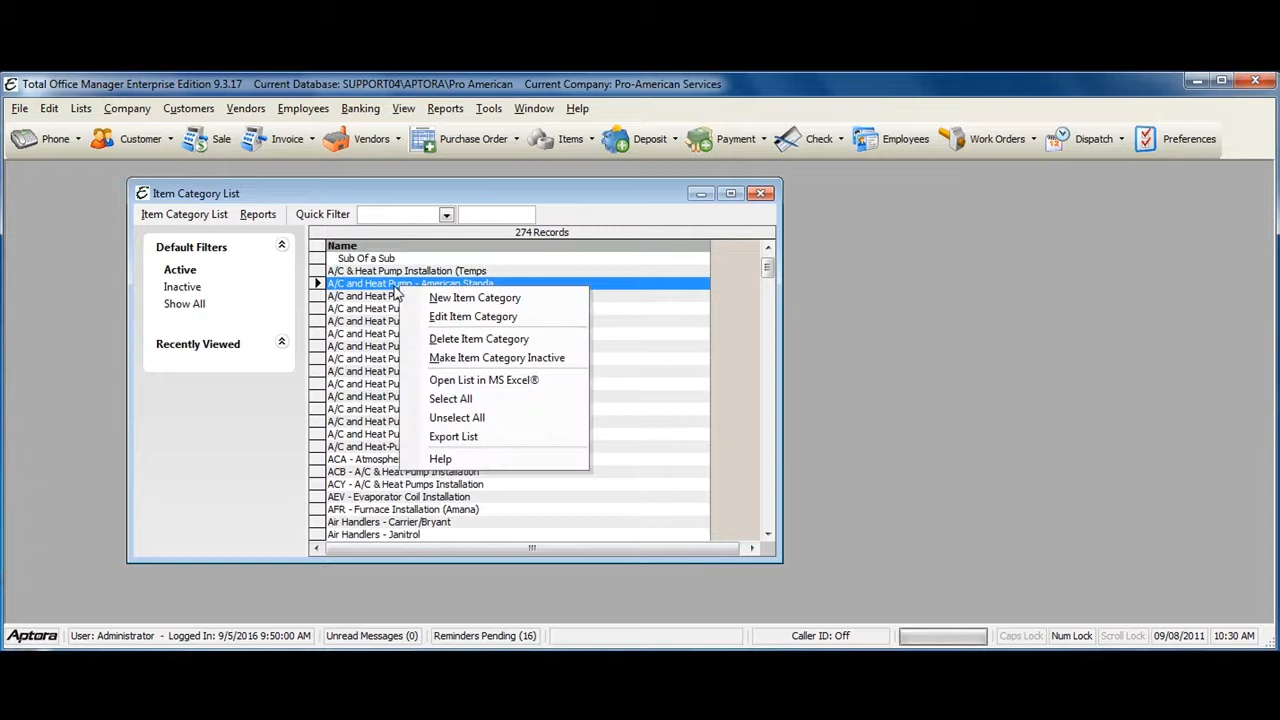 Total Office Manager Enterprise Edition 9.3.17 Current Database: SUPPORT04\APTORA\Pro American Current Company: Pro-American Services
File Edit Lists Company Customers Vendors Employees Banking View Reports Tools Window Help
Phone Customer Sale Invoice Vendors Purchase Order Items Deposit Payment Check Employees Work Orders Dispatch Preferences
Item Category List
Item Category List Reports Quick Filter
Default Filters
Active
Inactive
Show All
Recently Viewed
274 Records
Name
Sub Of a Sub
A/C & Heat Pump Installation (Temps
A/C and Heat Pump - American Standa
A/C and Heat P
A/C and Heat Pu
A/C and Heat Pu
A/C and Heat Pu
A/C and Heat Pu
A/C and Heat Pu
A/C and Heat Pu
A/C and Heat Pu
A/C and Heat Pu
A/C and Heat Pu
A/C and Heat Pu
A/C and Heat Pu
A/C and Heat-Pu
ACA - Atmosphe
ACB - A/C & Heat Pump Installation
ACY - A/C & Heat Pumps Installation
AEV - Evaporator Coil Installation
AFR - Furnace Installation (Amana)
Air Handlers - Carrier/Bryant
Air Handlers - Janitrol
New Item Category
Edit Item Category
Delete Item Category
Make Item Category Inactive
Open List in MS Excel®
Select All
Unselect All
Export List
Help
Aptora User: Administrator - Logged In: 9/5/2016 9:50:00 AM Unread Messages (0) Reminders Pending (16) Caller ID: Off Caps Lock Num Lock Scroll Lock 09/08/2011 10:30 AM